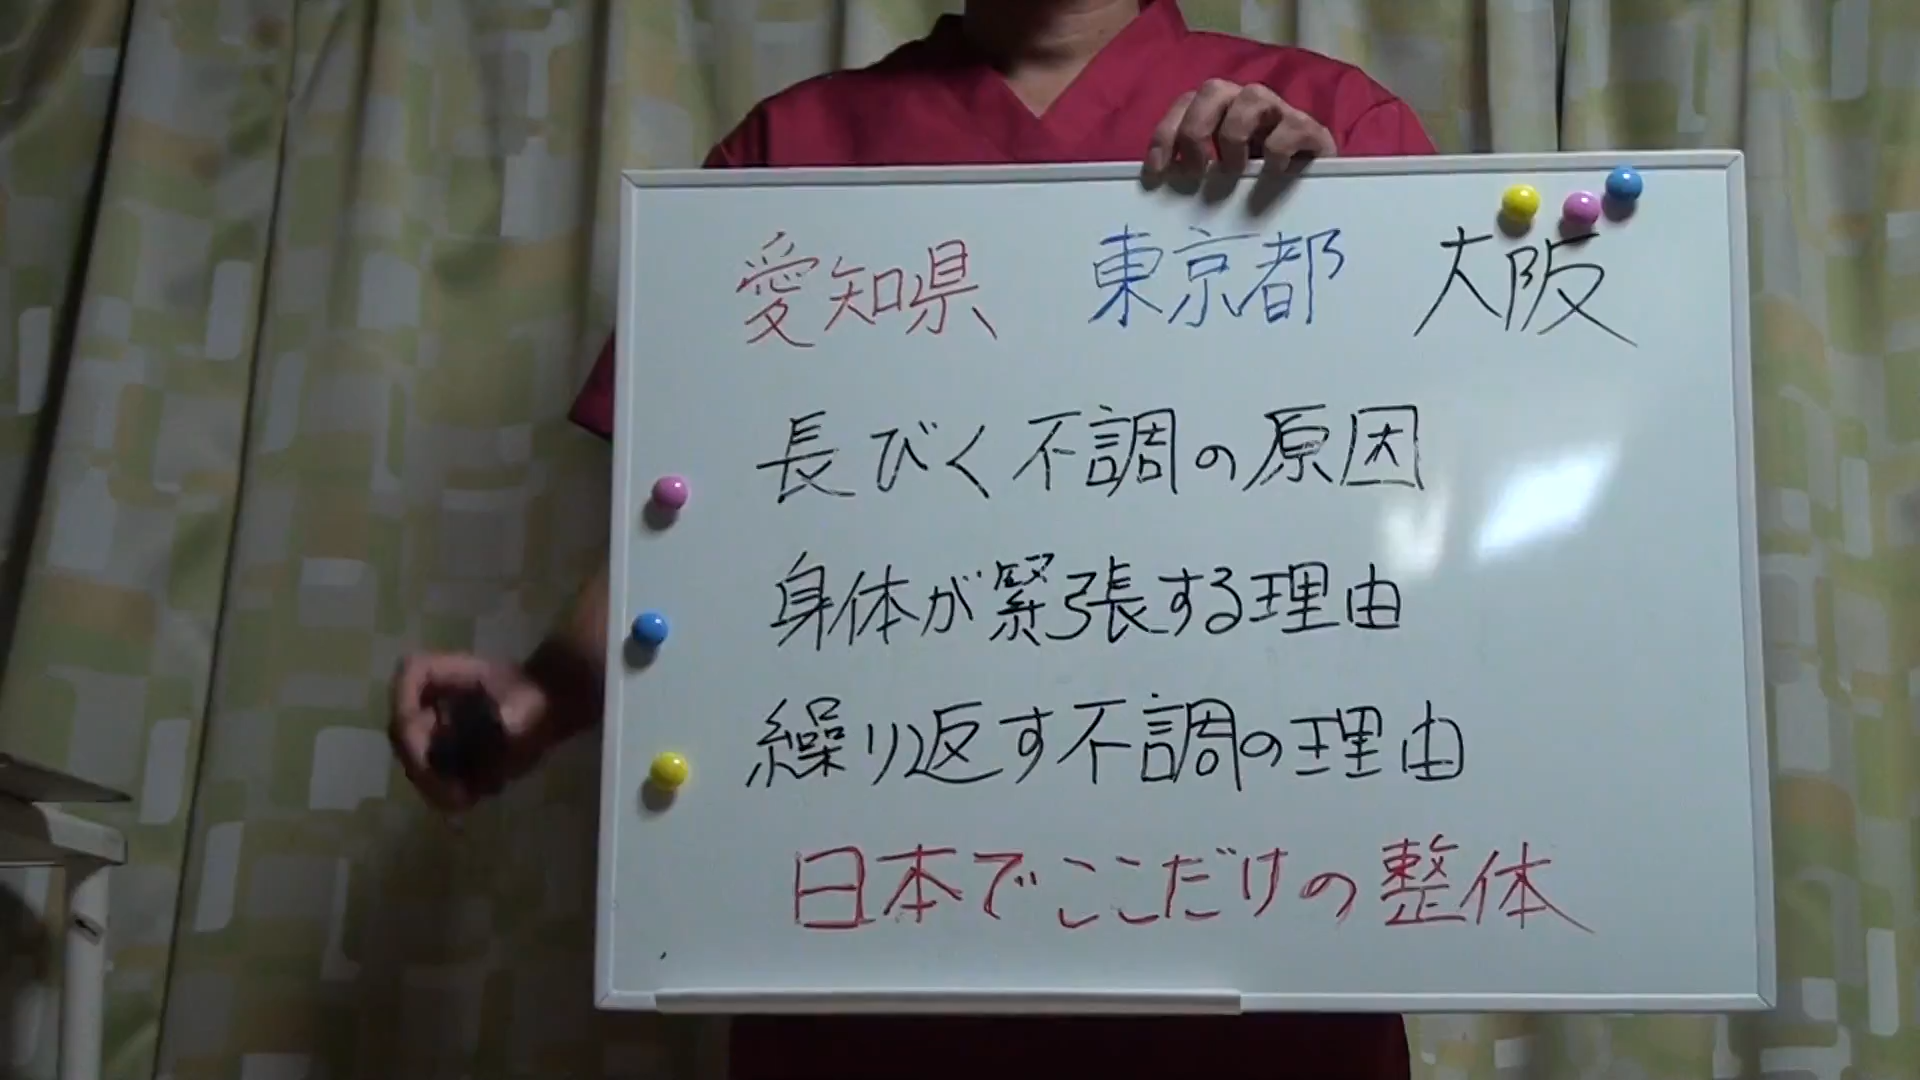 愛知県 東京都 大阪
長びく不調の原因
身体が緊張する理由
繰り返す不調の理由
日本でここだけの整体